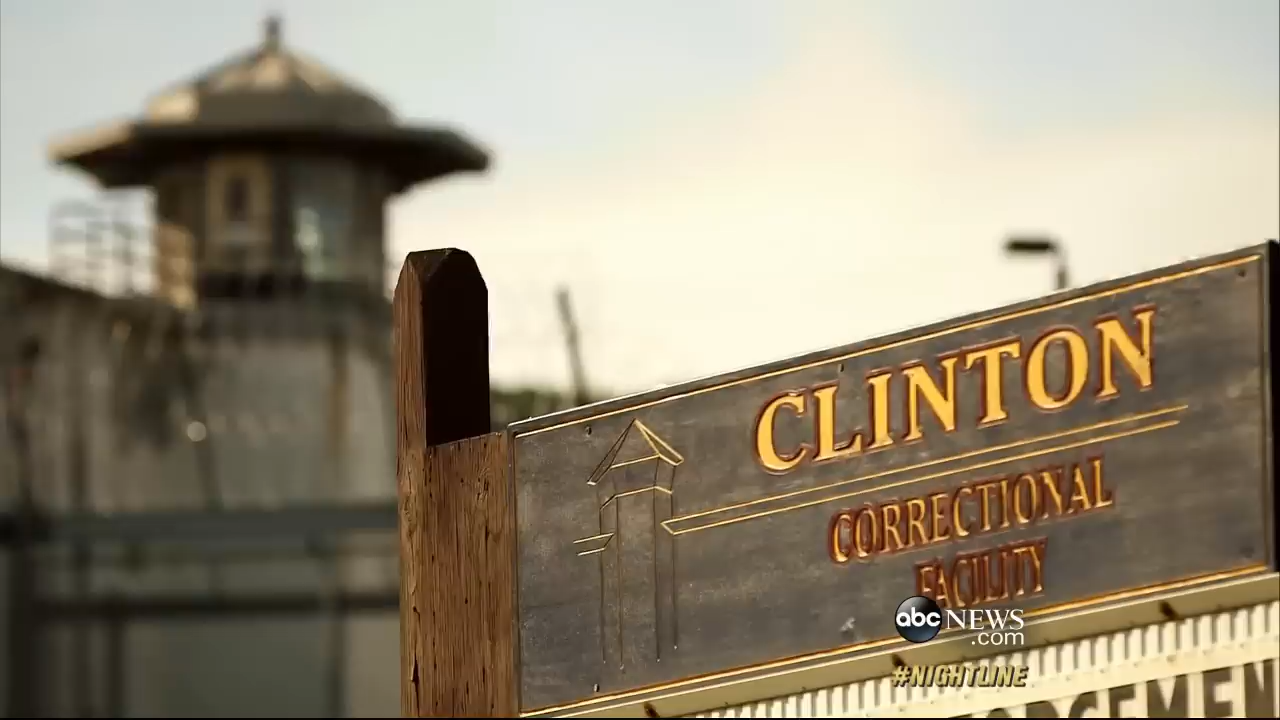 CLINTON
CORRECTIONAL
FACILITY
abc NEWS
.com
#NIGHTLINE